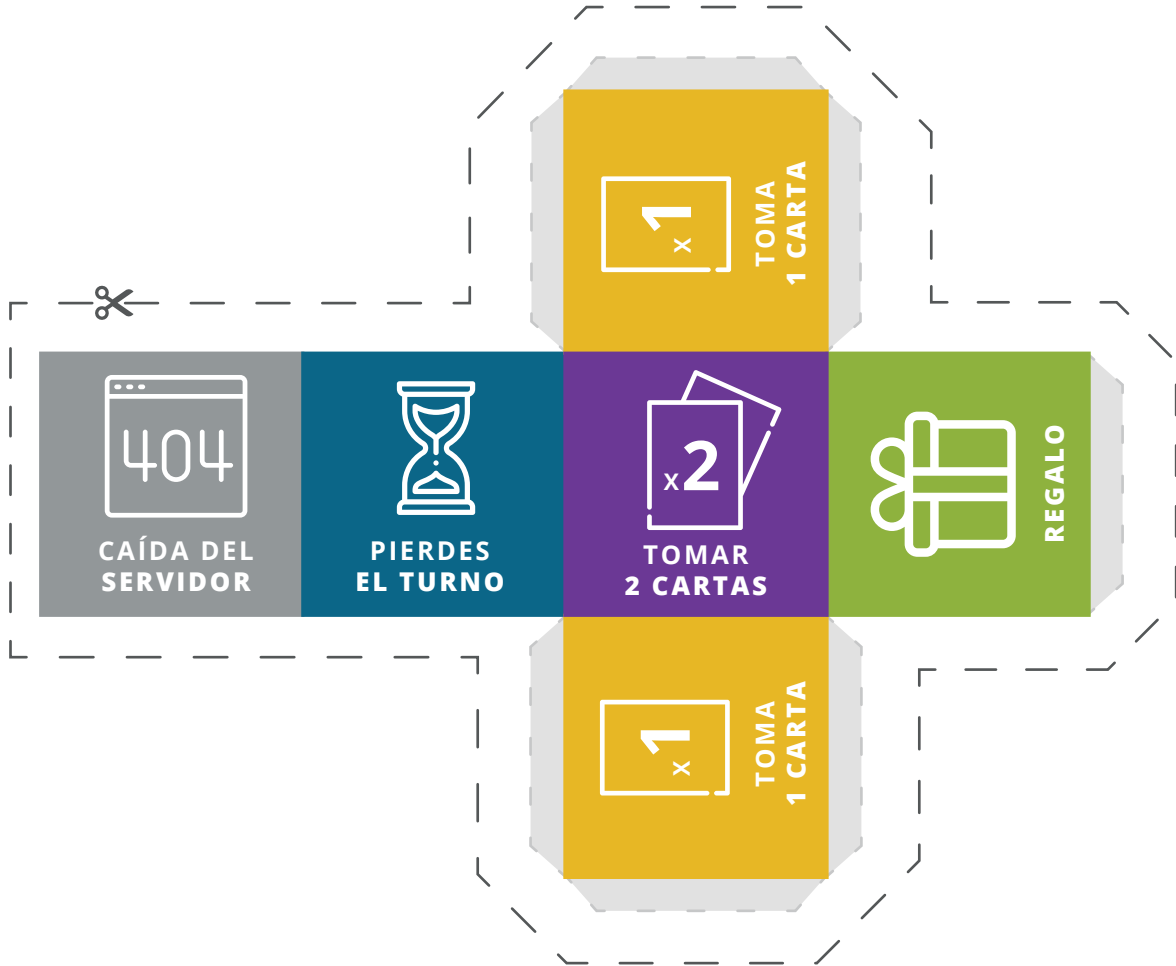 x 1
TOMA
1 CARTA
404
CAÍDA DEL
SERVIDOR
PIERDES
EL TURNO
x 2
TOMAR
2 CARTAS
REGALO
x 1
TOMA
1 CARTA